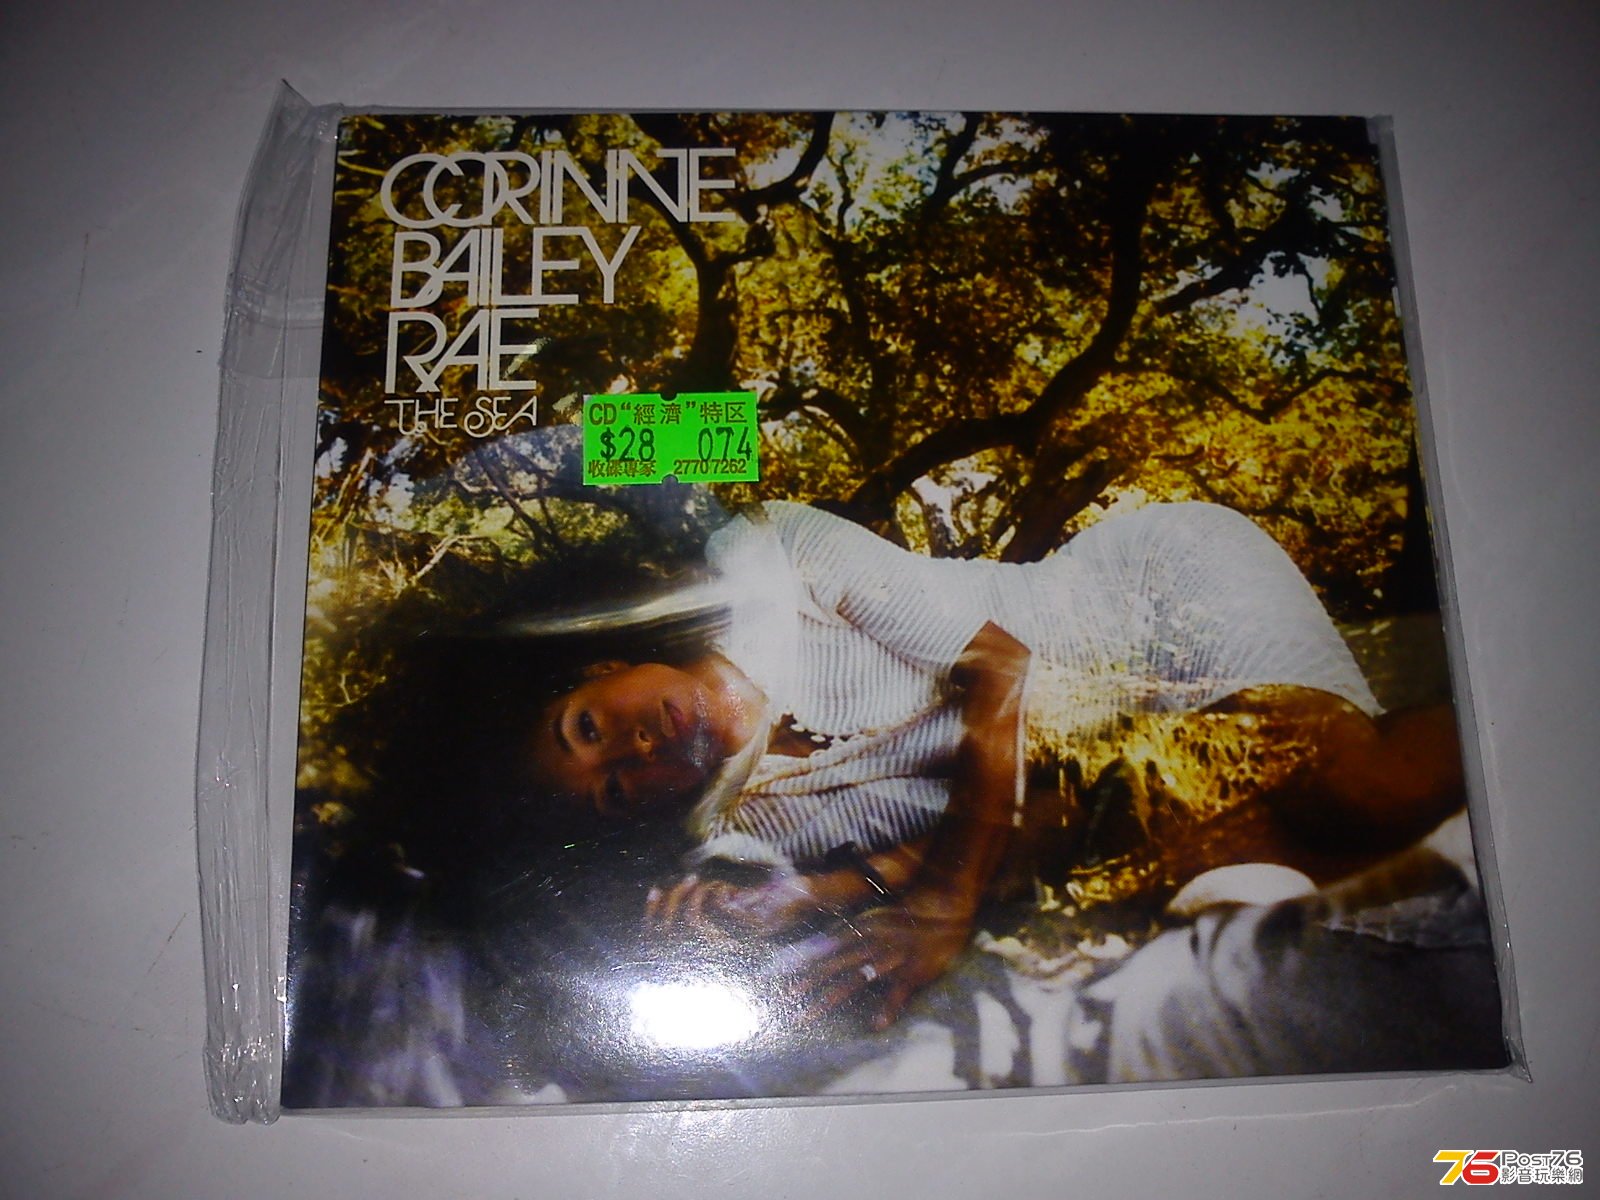 CORINNE
BAILEY
RAE
THE SEA
CD“經濟”特区
$28 074
收碟專家 2770 7262
76 Post76
影音玩樂網